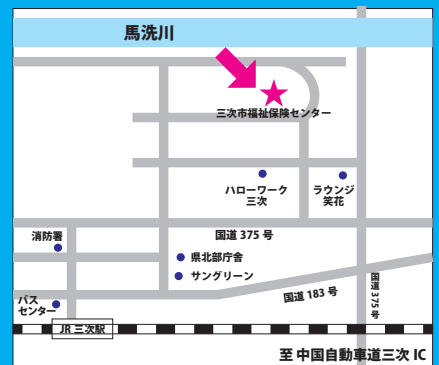 馬洗川
三次市福祉保険センター
ハローワーク
三次
ラウンジ
笑花
消防署
国道 375 号
県北部庁舎
サングリーン
国道 183 号
国道 375 号
バス
センター
JR 三次駅
至 中国自動車道三次 IC